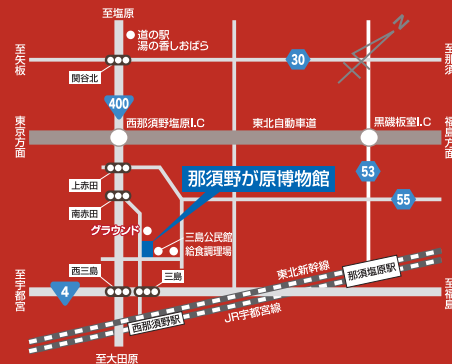 至塩原
道の駅
湯の香しおばら
至矢板
30
至那須
関谷北
400
西那須野塩原I.C
東北自動車道
黒磯板室I.C
東京方面
福島方面
上赤田
那須野が原博物館
53
南赤田
55
グラウンド
三島公民館
給食調理場
至宇都宮
4
西三島
三島
東北新幹線
那須塩原駅
至福島
西那須野駅
JR宇都宮線
至大田原